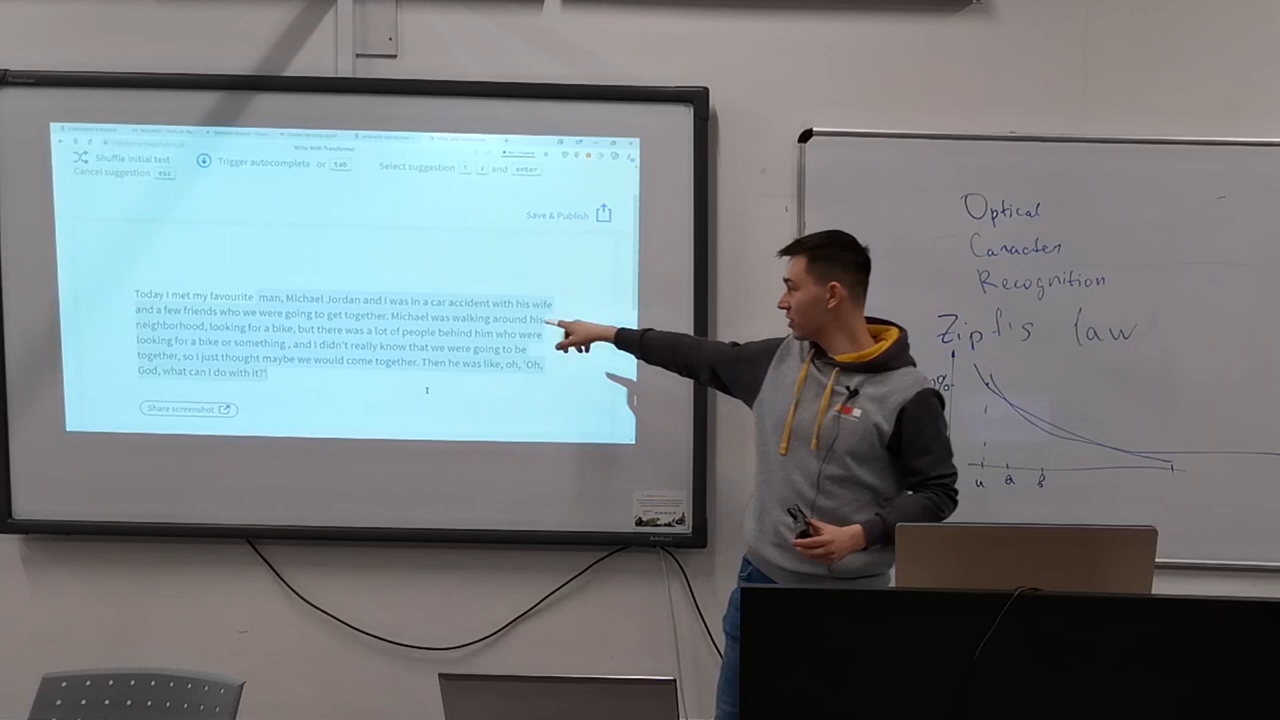 Write With Transformer
Shuffle initial text
Trigger autocomplete or tab
Select suggestion ↑ ↓ and enter
Cancel suggestion esc
Save & Publish
Today I met my favourite man, Michael Jordan and I was in a car accident with his wife
and a few friends who we were going to get together. Michael was walking around his
neighborhood, looking for a bike, but there was a lot of people behind him who were
looking for a bike or something , and I didn't really know that we were going to be
together, so I just thought maybe we would come together. Then he was like, oh, 'Oh,
God, what can I do with it?'
Share screenshot
Optical
Caracter
Recognition
Zipf's law
%
и а в